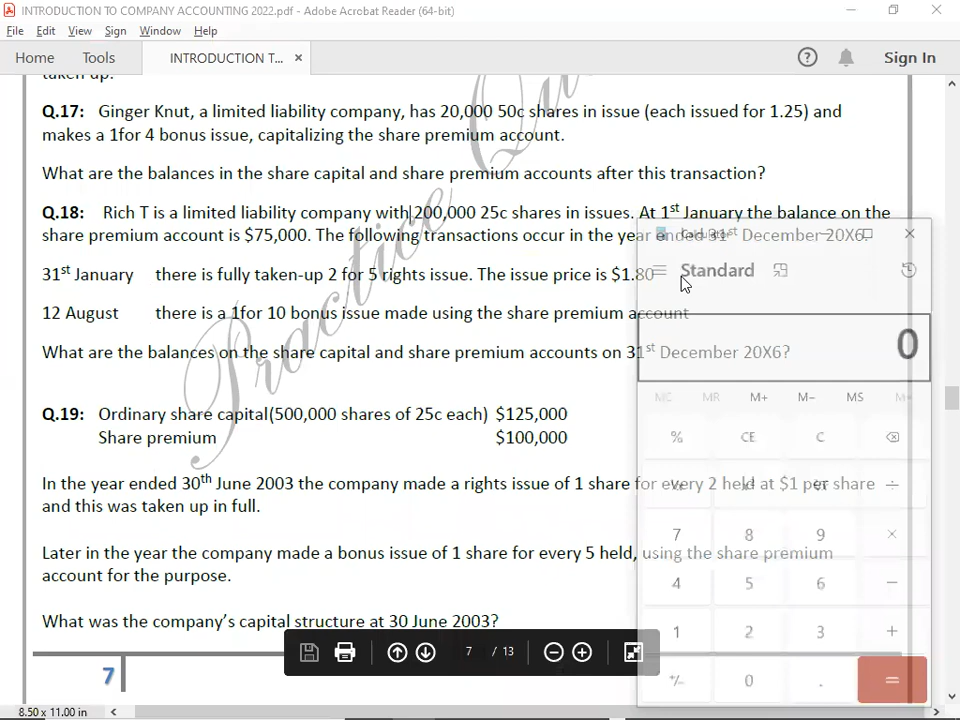 INTRODUCTION TO COMPANY ACCOUNTING 2022.pdf - Adobe Acrobat Reader (64-bit)
File Edit View Sign Window Help
Home Tools INTRODUCTION T... × Sign In
taken up.
Q.17: Ginger Knut, a limited liability company, has 20,000 50c shares in issue (each issued for 1.25) and
makes a 1for 4 bonus issue, capitalizing the share premium account.
What are the balances in the share capital and share premium accounts after this transaction?
Q.18: Rich T is a limited liability company with 200,000 25c shares in issues. At 1st January the balance on the
share premium account is $75,000. The following transactions occur in the year ended 31st December 20X6.
31st January there is fully taken-up 2 for 5 rights issue. The issue price is $1.80
12 August there is a 1for 10 bonus issue made using the share premium account
What are the balances on the share capital and share premium accounts on 31st December 20X6?
Q.19: Ordinary share capital(500,000 shares of 25c each) $125,000
Share premium $100,000
In the year ended 30th June 2003 the company made a rights issue of 1 share for every 2 held at $1 per share
and this was taken up in full.
Later in the year the company made a bonus issue of 1 share for every 5 held, using the share premium
account for the purpose.
What was the company's capital structure at 30 June 2003?
7
Practice Qu
7 / 13
8.50 x 11.00 in
Calculator
Standard
0
MC MR M+ M− MS
% CE C
÷
7 8 9 ×
4 5 6 −
1 2 3 +
+/− 0 . =